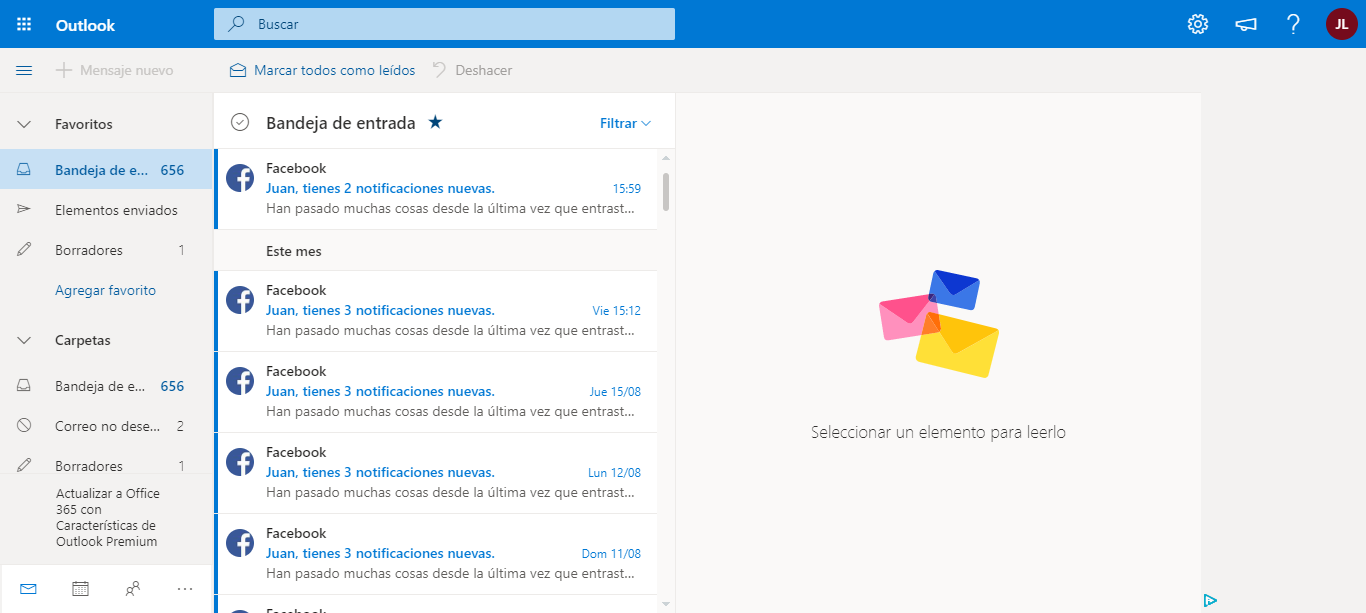 Outlook
Buscar
JL
Mensaje nuevo
Marcar todos como leídos
Deshacer
Favoritos
Bandeja de e... 656
Elementos enviados
Borradores 1
Agregar favorito
Carpetas
Bandeja de e... 656
Correo no dese... 2
Borradores 1
Actualizar a Office
365 con
Características de
Outlook Premium
Bandeja de entrada
Filtrar
Facebook
Juan, tienes 2 notificaciones nuevas. 15:59
Han pasado muchas cosas desde la última vez que entrast...
Este mes
Facebook
Juan, tienes 3 notificaciones nuevas. Vie 15:12
Han pasado muchas cosas desde la última vez que entrast...
Facebook
Juan, tienes 3 notificaciones nuevas. Jue 15/08
Han pasado muchas cosas desde la última vez que entrast...
Facebook
Juan, tienes 3 notificaciones nuevas. Lun 12/08
Han pasado muchas cosas desde la última vez que entrast...
Facebook
Juan, tienes 3 notificaciones nuevas. Dom 11/08
Han pasado muchas cosas desde la última vez que entrast...
Facebook
Seleccionar un elemento para leerlo